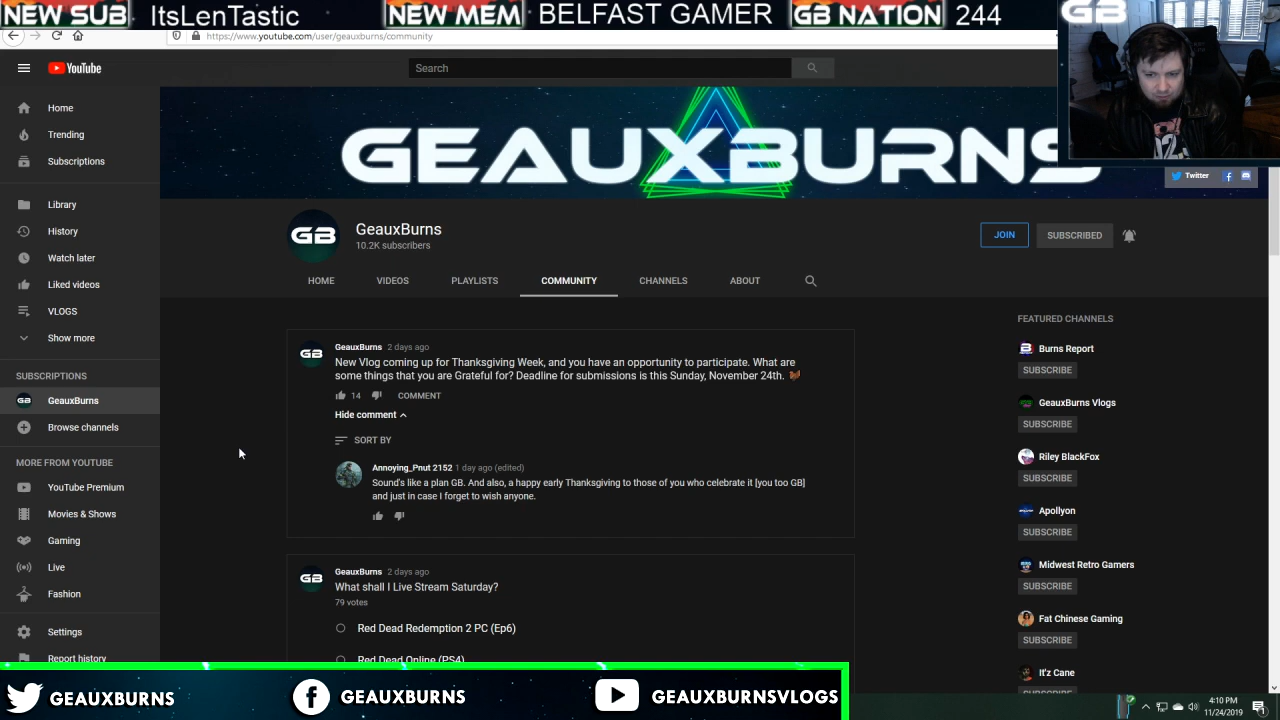 NEW SUB ItsLenTastic NEW MEM BELFAST GAMER GB NATION 244
GB
https://www.youtube.com/user/geauxburns/community
YouTube
Search
Home
Trending
Subscriptions
Library
History
Watch later
Liked videos
VLOGS
Show more
SUBSCRIPTIONS
GeauxBurns
Browse channels
MORE FROM YOUTUBE
YouTube Premium
Movies & Shows
Gaming
Live
Fashion
Settings
Report history
GEAUXBURNS
Twitter
GB
GeauxBurns
10.2K subscribers
JOIN
SUBSCRIBED
HOME VIDEOS PLAYLISTS COMMUNITY CHANNELS ABOUT
GB
GeauxBurns 2 days ago
New Vlog coming up for Thanksgiving Week, and you have an opportunity to participate. What are
some things that you are Grateful for? Deadline for submissions is this Sunday, November 24th.
14 COMMENT
Hide comment
SORT BY
Annoying_Pnut 2152 1 day ago (edited)
Sound's like a plan GB. And also, a happy early Thanksgiving to those of you who celebrate it [you too GB]
and just in case I forget to wish anyone.
GB
GeauxBurns 2 days ago
What shall I Live Stream Saturday?
79 votes
Red Dead Redemption 2 PC (Ep6)
Red Dead Online (PS4)
FEATURED CHANNELS
Burns Report
SUBSCRIBE
GeauxBurns Vlogs
SUBSCRIBE
Riley BlackFox
SUBSCRIBE
Apollyon
SUBSCRIBE
Midwest Retro Gamers
SUBSCRIBE
Fat Chinese Gaming
SUBSCRIBE
It'z Cane
SUBSCRIBE
GEAUXBURNS GEAUXBURNS GEAUXBURNSVLOGS
4:10 PM
11/24/2019